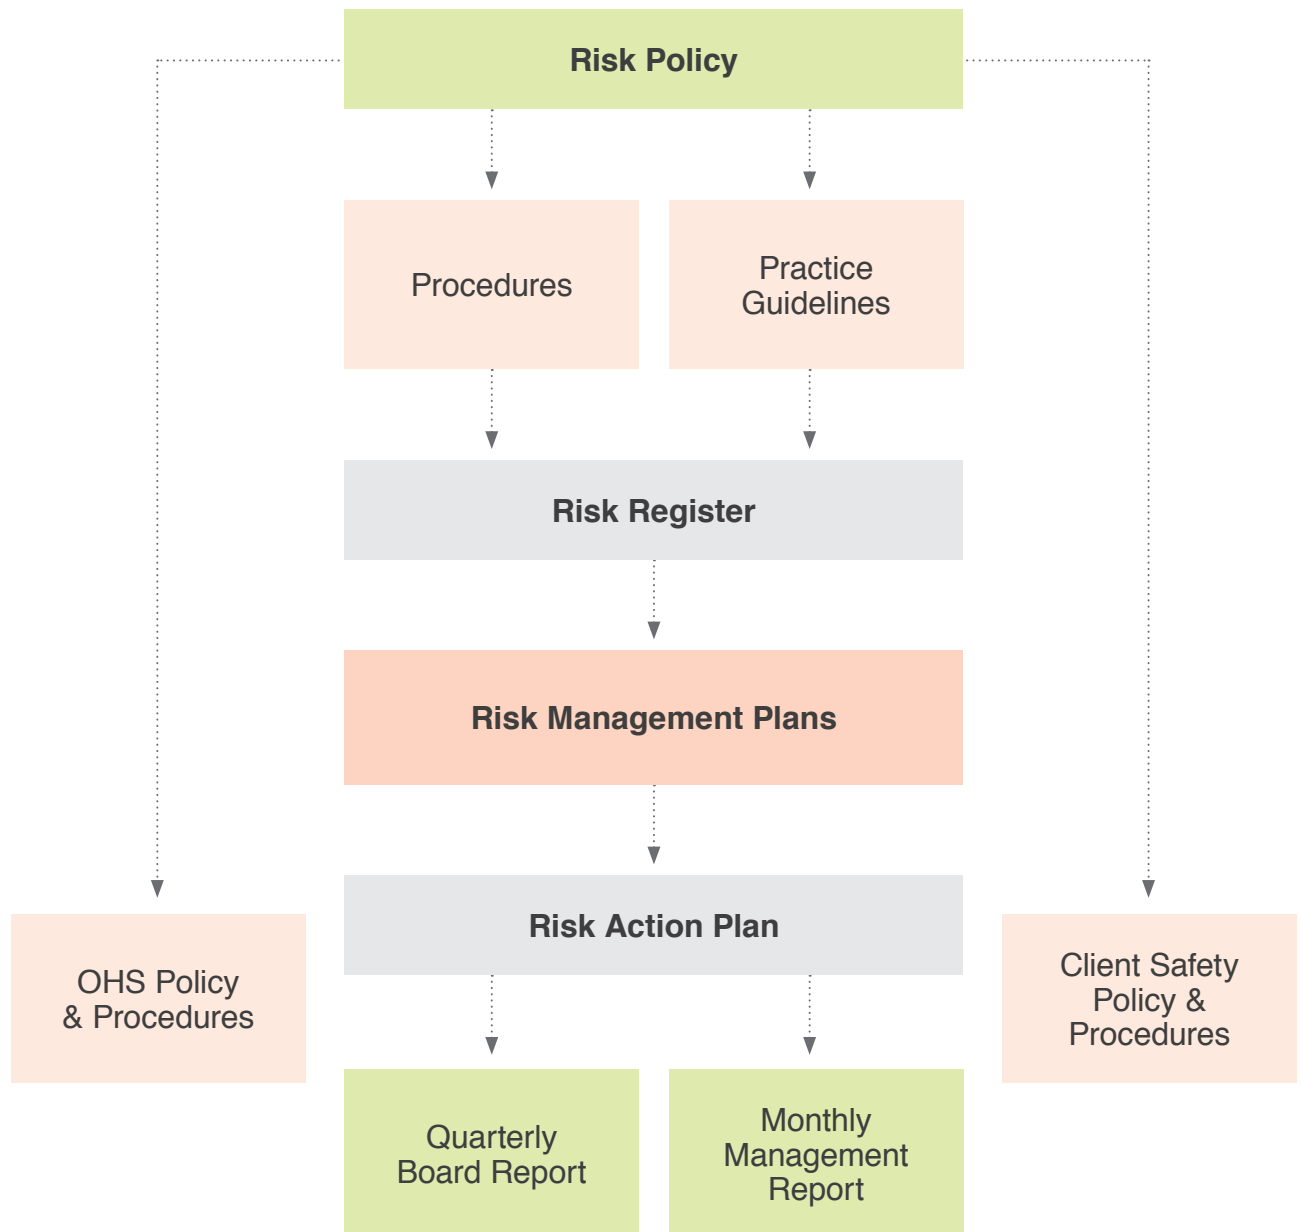 Risk Policy
Procedures
Practice
Guidelines
Risk Register
Risk Management Plans
Risk Action Plan
OHS Policy
& Procedures
Client Safety
Policy &
Procedures
Quarterly
Board Report
Monthly
Management
Report